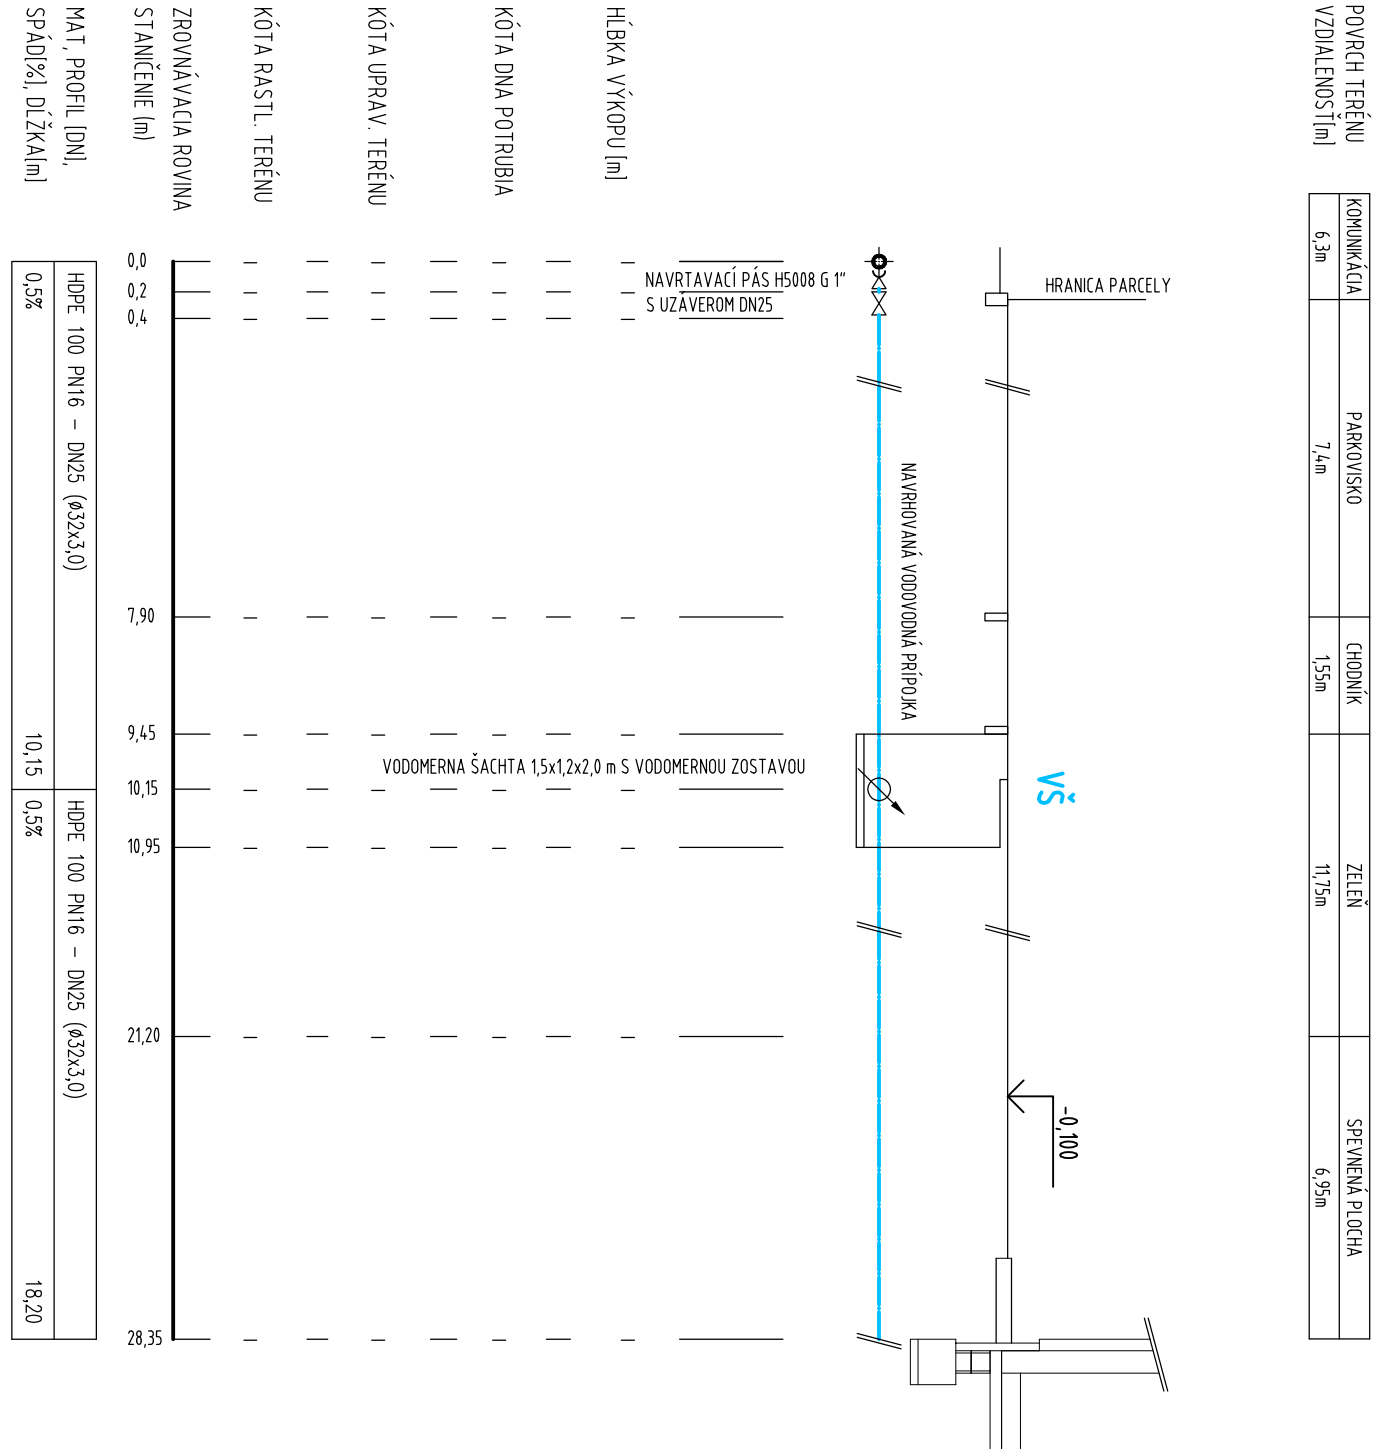 POVRCH TERÉNU
VZDIALENOSŤ[m]
KOMUNIKÁCIA
6,3m
PARKOVISKO
7,4m
CHODNÍK
1,55m
ZELEŇ
11,75m
SPEVNENÁ PLOCHA
6,95m
HRANICA PARCELY
VŠ
-0,100
NAVRHOVANÁ VODOVODNÁ PRÍPOJKA
NAVRTAVACÍ PÁS H5008 G 1"
S UZÁVEROM DN25
VODOMERNA ŠACHTA 1,5x1,2x2,0 m S VODOMERNOU ZOSTAVOU
HĹBKA VÝKOPU [m]
KÓTA DNA POTRUBIA
KÓTA UPRAV. TERÉNU
KÓTA RASTL. TERÉNU
ZROVNÁVACIA ROVINA
STANIČENIE (m)
0,0
0,2
0,4
7,90
9,45
10,15
10,95
21,20
28,35
MAT, PROFIL [DN],
SPÁD[%], DĹŽKA[m]
HDPE 100 PN16 - DN25 (ø32x3,0)
0,5%
10,15
HDPE 100 PN16 - DN25 (ø32x3,0)
0,5%
18,20